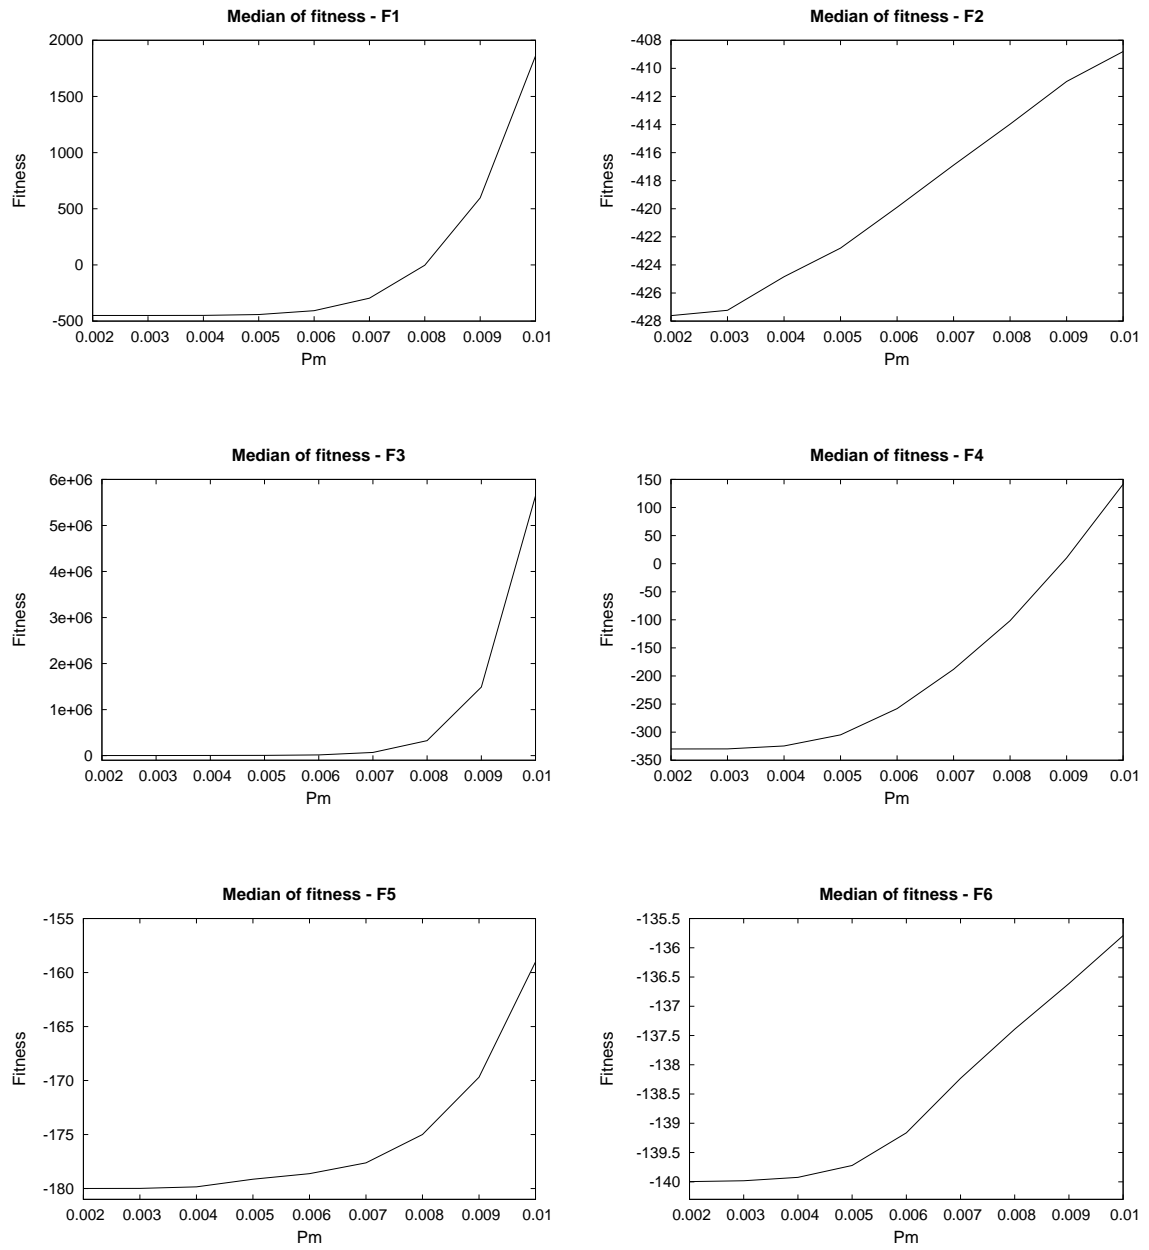 Median of fitness - F1
2000
1500
1000
500
0
-500
Fitness
0.002 0.003 0.004 0.005 0.006 0.007 0.008 0.009 0.01
Pm
Median of fitness - F2
-408
-410
-412
-414
-416
-418
-420
-422
-424
-426
-428
Fitness
0.002 0.003 0.004 0.005 0.006 0.007 0.008 0.009 0.01
Pm
Median of fitness - F3
6e+06
5e+06
4e+06
3e+06
2e+06
1e+06
0
Fitness
0.002 0.003 0.004 0.005 0.006 0.007 0.008 0.009 0.01
Pm
Median of fitness - F4
150
100
50
0
-50
-100
-150
-200
-250
-300
-350
Fitness
0.002 0.003 0.004 0.005 0.006 0.007 0.008 0.009 0.01
Pm
Median of fitness - F5
-155
-160
-165
-170
-175
-180
Fitness
0.002 0.003 0.004 0.005 0.006 0.007 0.008 0.009 0.01
Pm
Median of fitness - F6
-135.5
-136
-136.5
-137
-137.5
-138
-138.5
-139
-139.5
-140
Fitness
0.002 0.003 0.004 0.005 0.006 0.007 0.008 0.009 0.01
Pm